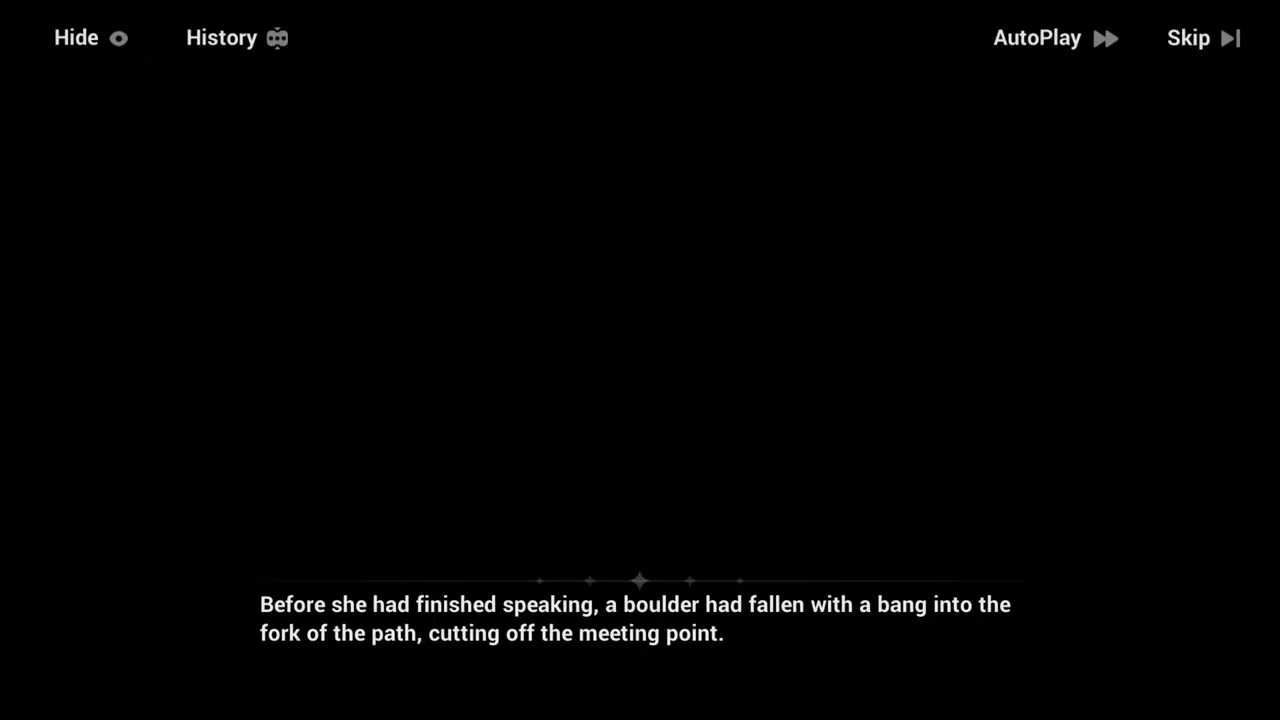 Hide
History
AutoPlay
Skip
Before she had finished speaking, a boulder had fallen with a bang into the
fork of the path, cutting off the meeting point.